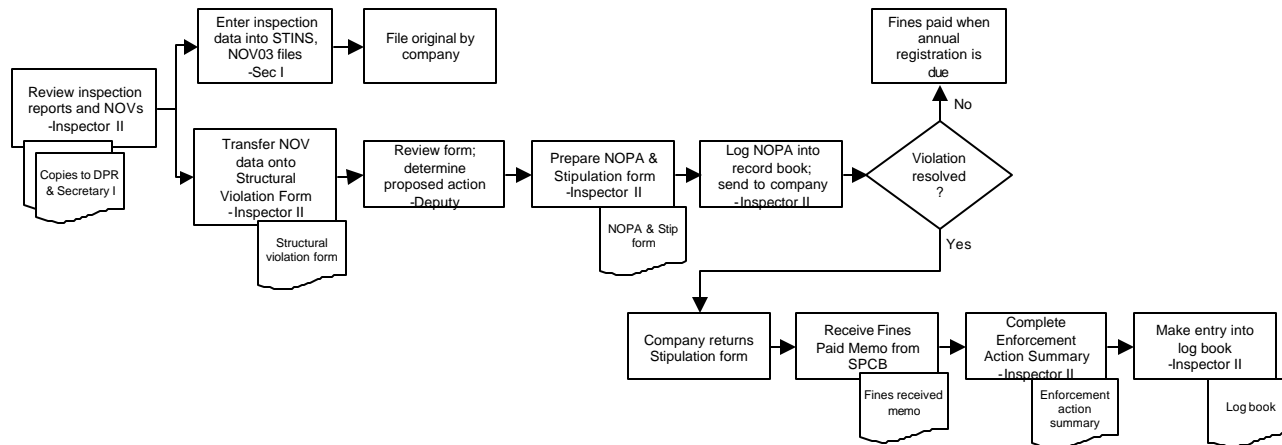 Enter inspection
data into STINS,
NOV03 files
-Sec I
File original by
company
Fines paid when
annual
registration is
due
Review inspection
reports and NOVs
-Inspector II
Copies to DPR
& Secretary I
No
Transfer NOV
data onto
Structural
Violation Form
-Inspector II
Structural
violation form
Review form;
determine
proposed action
-Deputy
Prepare NOPA &
Stipulation form
-Inspector II
NOPA & Stip
form
Log NOPA into
record book;
send to company
-Inspector II
Violation
resolved
?
Yes
Company returns
Stipulation form
Receive Fines
Paid Memo from
SPCB
Fines received
memo
Complete
Enforcement
Action Summary
-Inspector II
Enforcement
action
summary
Make entry into
log book
-Inspector II
Log book